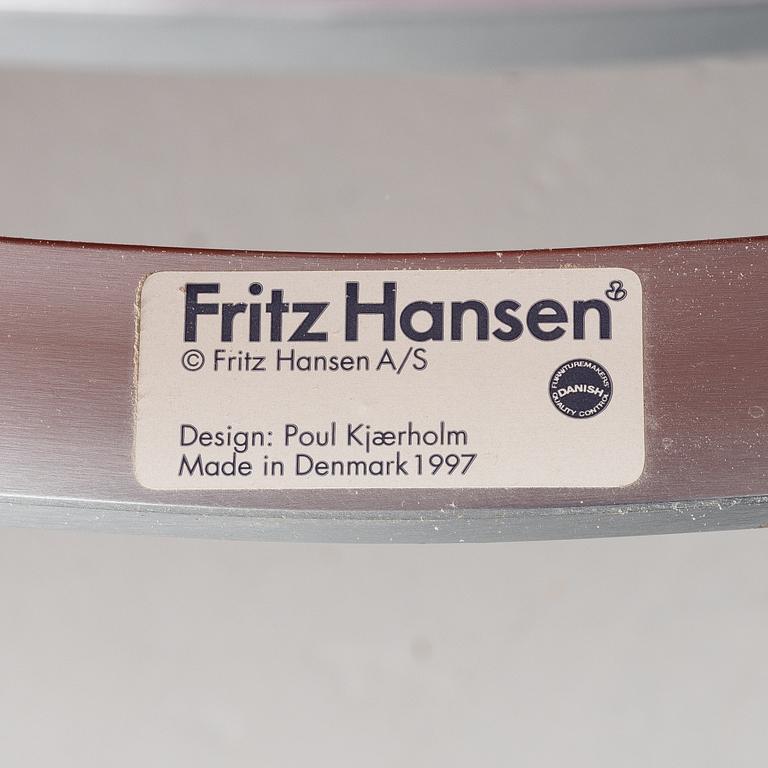 Fritz Hansen
© Fritz Hansen A/S
FURNITUREMAKERS'
DANISH
QUALITY CONTROL
Design: Poul Kjærholm
Made in Denmark 1997